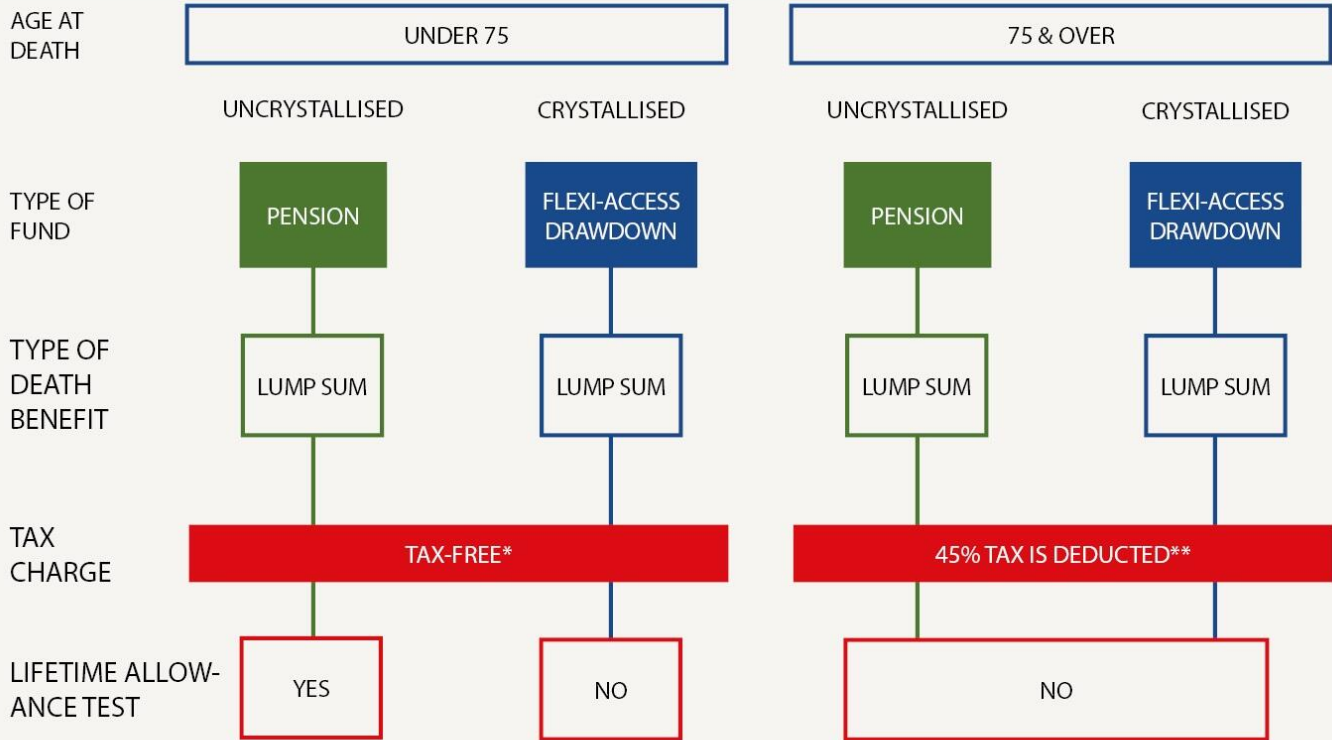 AGE AT
DEATH
UNDER 75
75 & OVER
UNCRYSTALLISED
CRYSTALLISED
UNCRYSTALLISED
CRYSTALLISED
TYPE OF
FUND
PENSION
FLEXI-ACCESS
DRAWDOWN
PENSION
FLEXI-ACCESS
DRAWDOWN
TYPE OF
DEATH
BENEFIT
LUMP SUM
LUMP SUM
LUMP SUM
LUMP SUM
TAX
CHARGE
TAX-FREE*
45% TAX IS DEDUCTED**
LIFETIME ALLOW-
ANCE TEST
YES
NO
NO